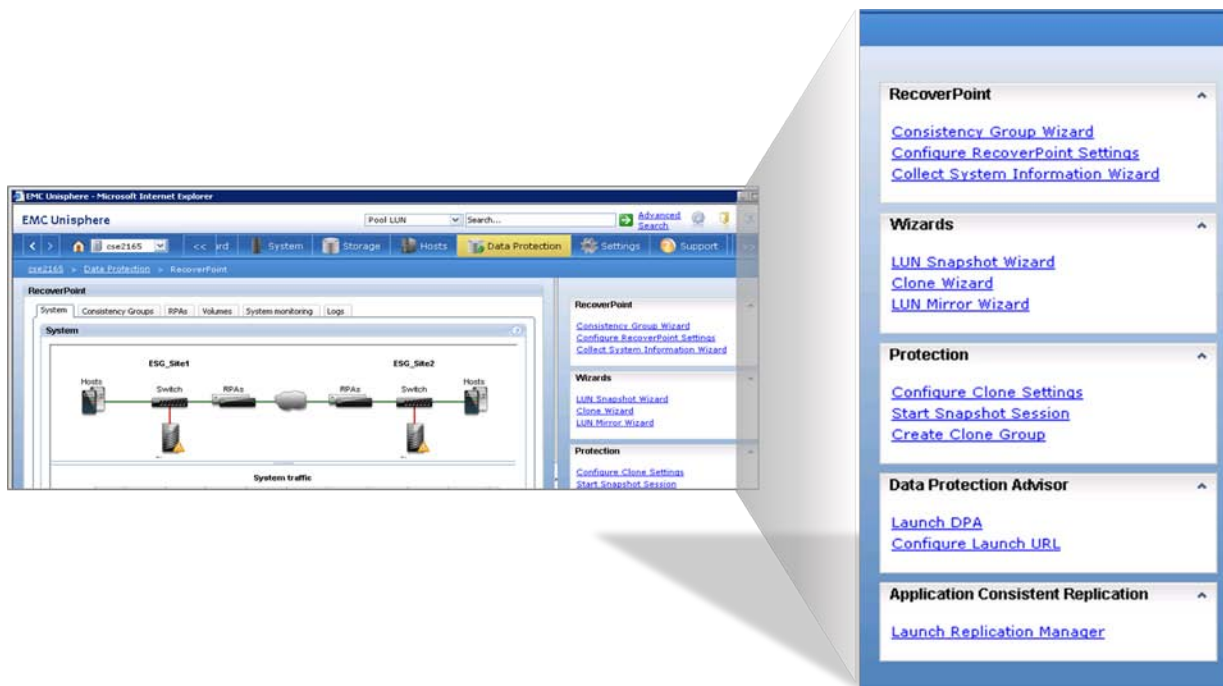 EMC Unisphere - Microsoft Internet Explorer
EMC Unisphere
Pool LUN
Search...
Advanced Search
cse2165
<<
rd
System
Storage
Hosts
Data Protection
Settings
Support
>>
cse2165 > Data Protection > RecoverPoint
RecoverPoint
System
Consistency Groups
RPAs
Volumes
System monitoring
Logs
System
ESG_Site1
ESG_Site2
Hosts
Switch
RPAs
RPAs
Switch
Hosts
System traffic
RecoverPoint
Consistency Group Wizard
Configure RecoverPoint Settings
Collect System Information Wizard
Wizards
LUN Snapshot Wizard
Clone Wizard
LUN Mirror Wizard
Protection
Configure Clone Settings
Start Snapshot Session
RecoverPoint
Consistency Group Wizard
Configure RecoverPoint Settings
Collect System Information Wizard
Wizards
LUN Snapshot Wizard
Clone Wizard
LUN Mirror Wizard
Protection
Configure Clone Settings
Start Snapshot Session
Create Clone Group
Data Protection Advisor
Launch DPA
Configure Launch URL
Application Consistent Replication
Launch Replication Manager